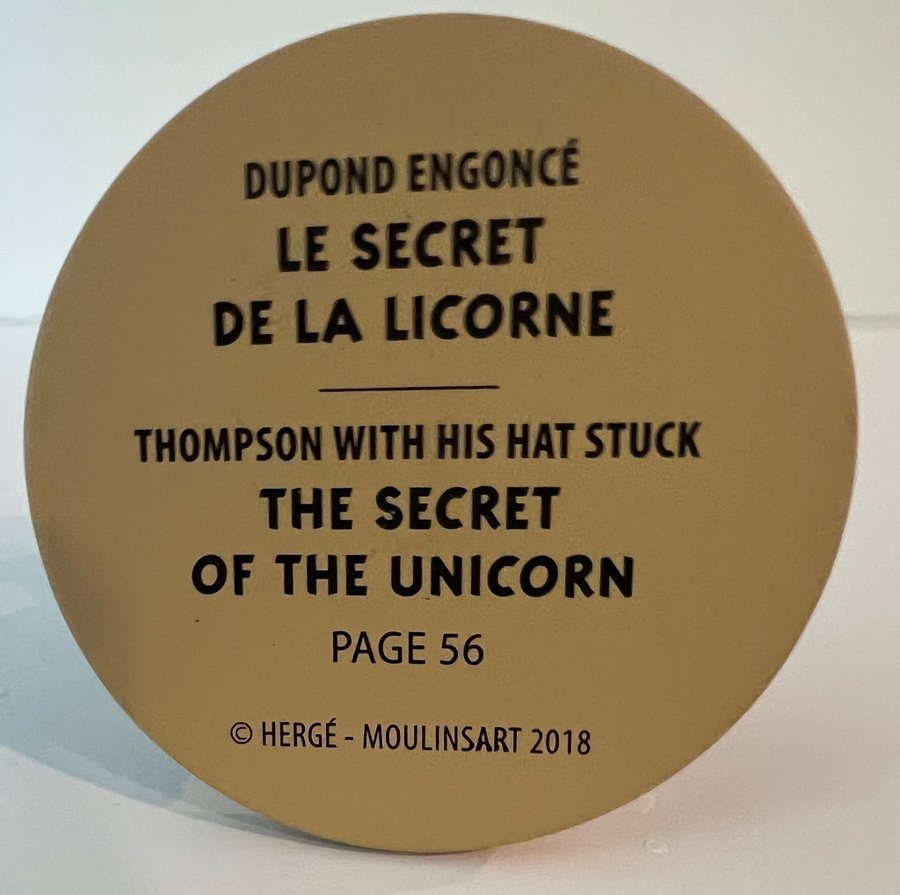 DUPOND ENGONCÉ
LE SECRET
DE LA LICORNE
THOMPSON WITH HIS HAT STUCK
THE SECRET
OF THE UNICORN
PAGE 56
© HERGÉ - MOULINSART 2018